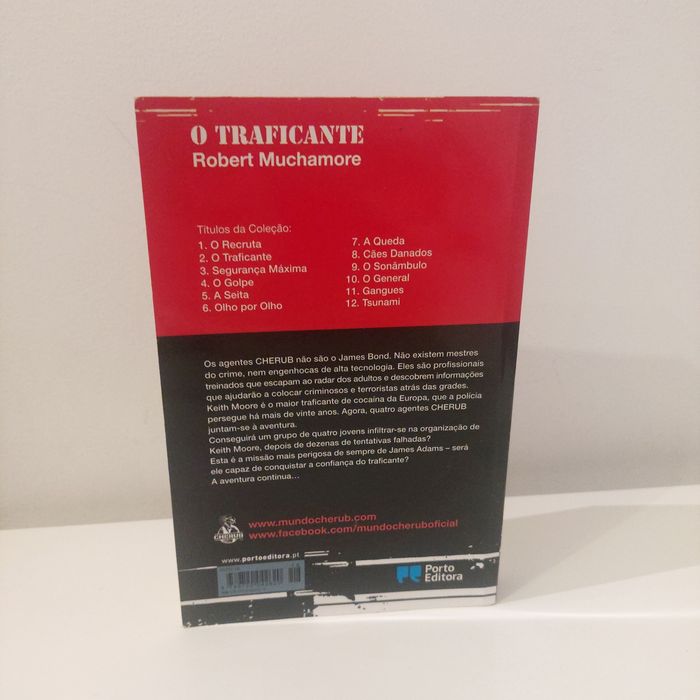 O TRAFICANTE
Robert Muchamore
Títulos da Coleção:
1. O Recruta
2. O Traficante
3. Segurança Máxima
4. O Golpe
5. A Seita
6. Olho por Olho
7. A Queda
8. Cães Danados
9. O Sonâmbulo
10. O General
11. Gangues
12. Tsunami
Os agentes CHERUB não são o James Bond. Não existem mestres
do crime, nem engenhocas de alta tecnologia. Eles são profissionais
treinados que escapam ao radar dos adultos e descobrem informações
que ajudarão a colocar criminosos e terroristas atrás das grades.
Keith Moore é o maior traficante de cocaína da Europa, que a polícia
persegue há mais de vinte anos. Agora, quatro agentes CHERUB
juntam-se à aventura.
Conseguirá um grupo de quatro jovens infiltrar-se na organização de
Keith Moore, depois de dezenas de tentativas falhadas?
Esta é a missão mais perigosa de sempre de James Adams – será
ele capaz de conquistar a confiança do traficante?
A aventura continua...
CHERUB
www.mundocherub.com
www.facebook.com/mundocheruboficial
www.portoeditora.pt
Porto
Editora